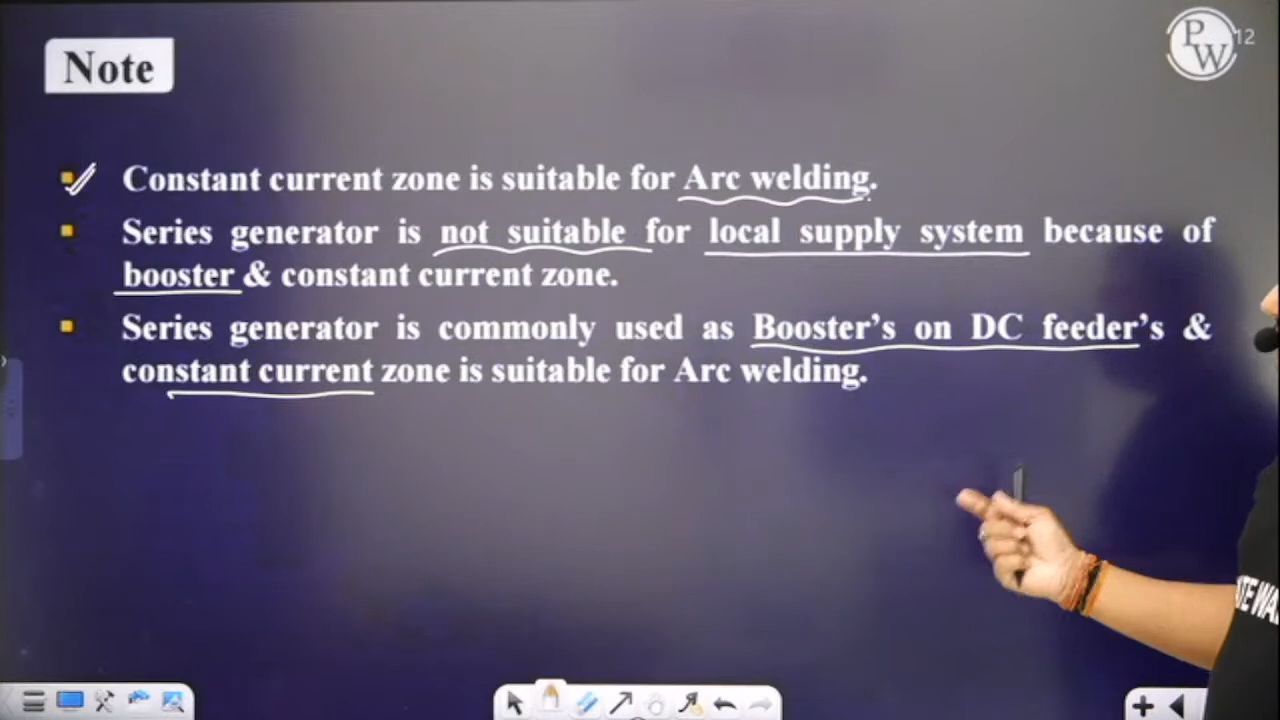 Note
PW
12
Constant current zone is suitable for Arc welding.
Series generator is not suitable for local supply system because of
booster & constant current zone.
Series generator is commonly used as Booster's on DC feeder's &
constant current zone is suitable for Arc welding.